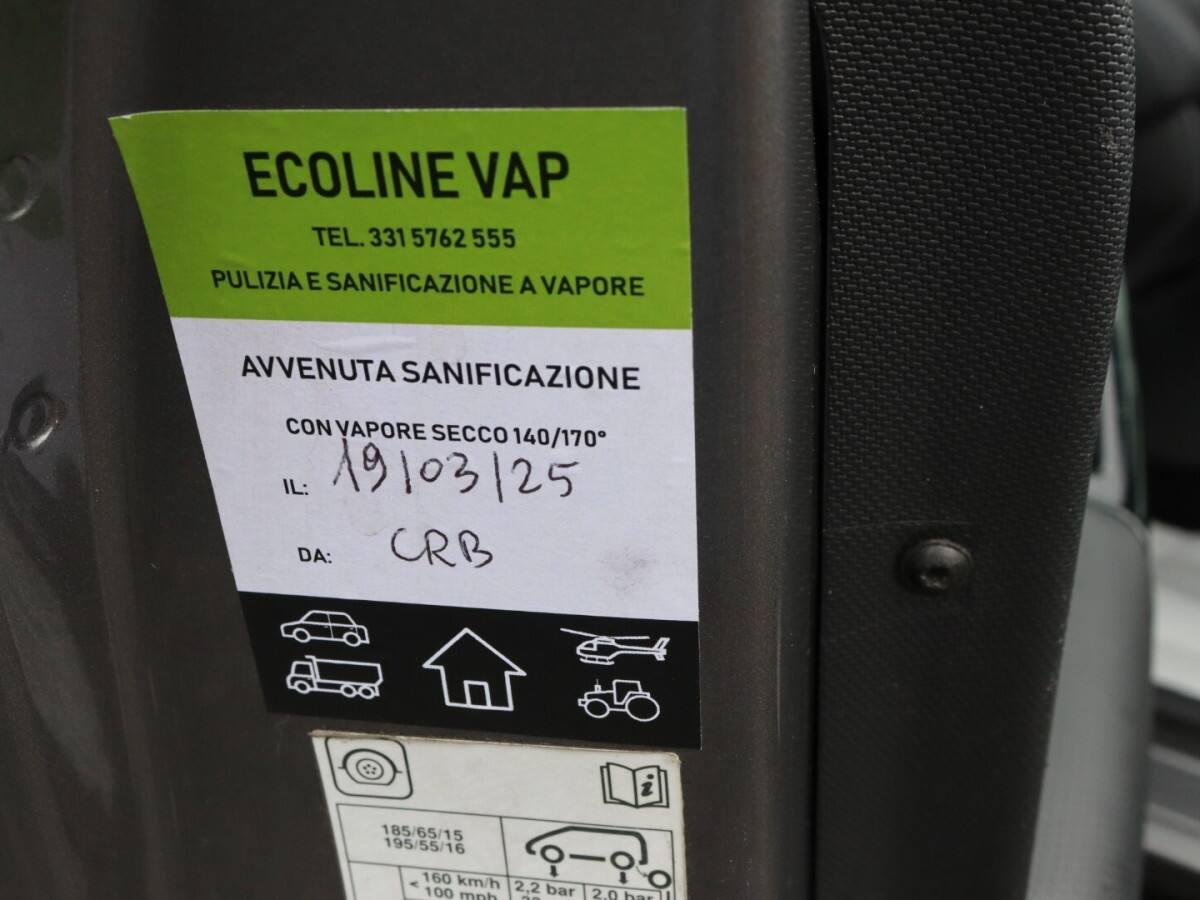 ECOLINE VAP
TEL. 331 5762 555
PULIZIA E SANIFICAZIONE A VAPORE
AVVENUTA SANIFICAZIONE
CON VAPORE SECCO 140/170°
IL: 19/03/25
DA: CRB
i
185/65/15
195/55/16
< 160 km/h 2,2 bar 2,0 bar
100 mph